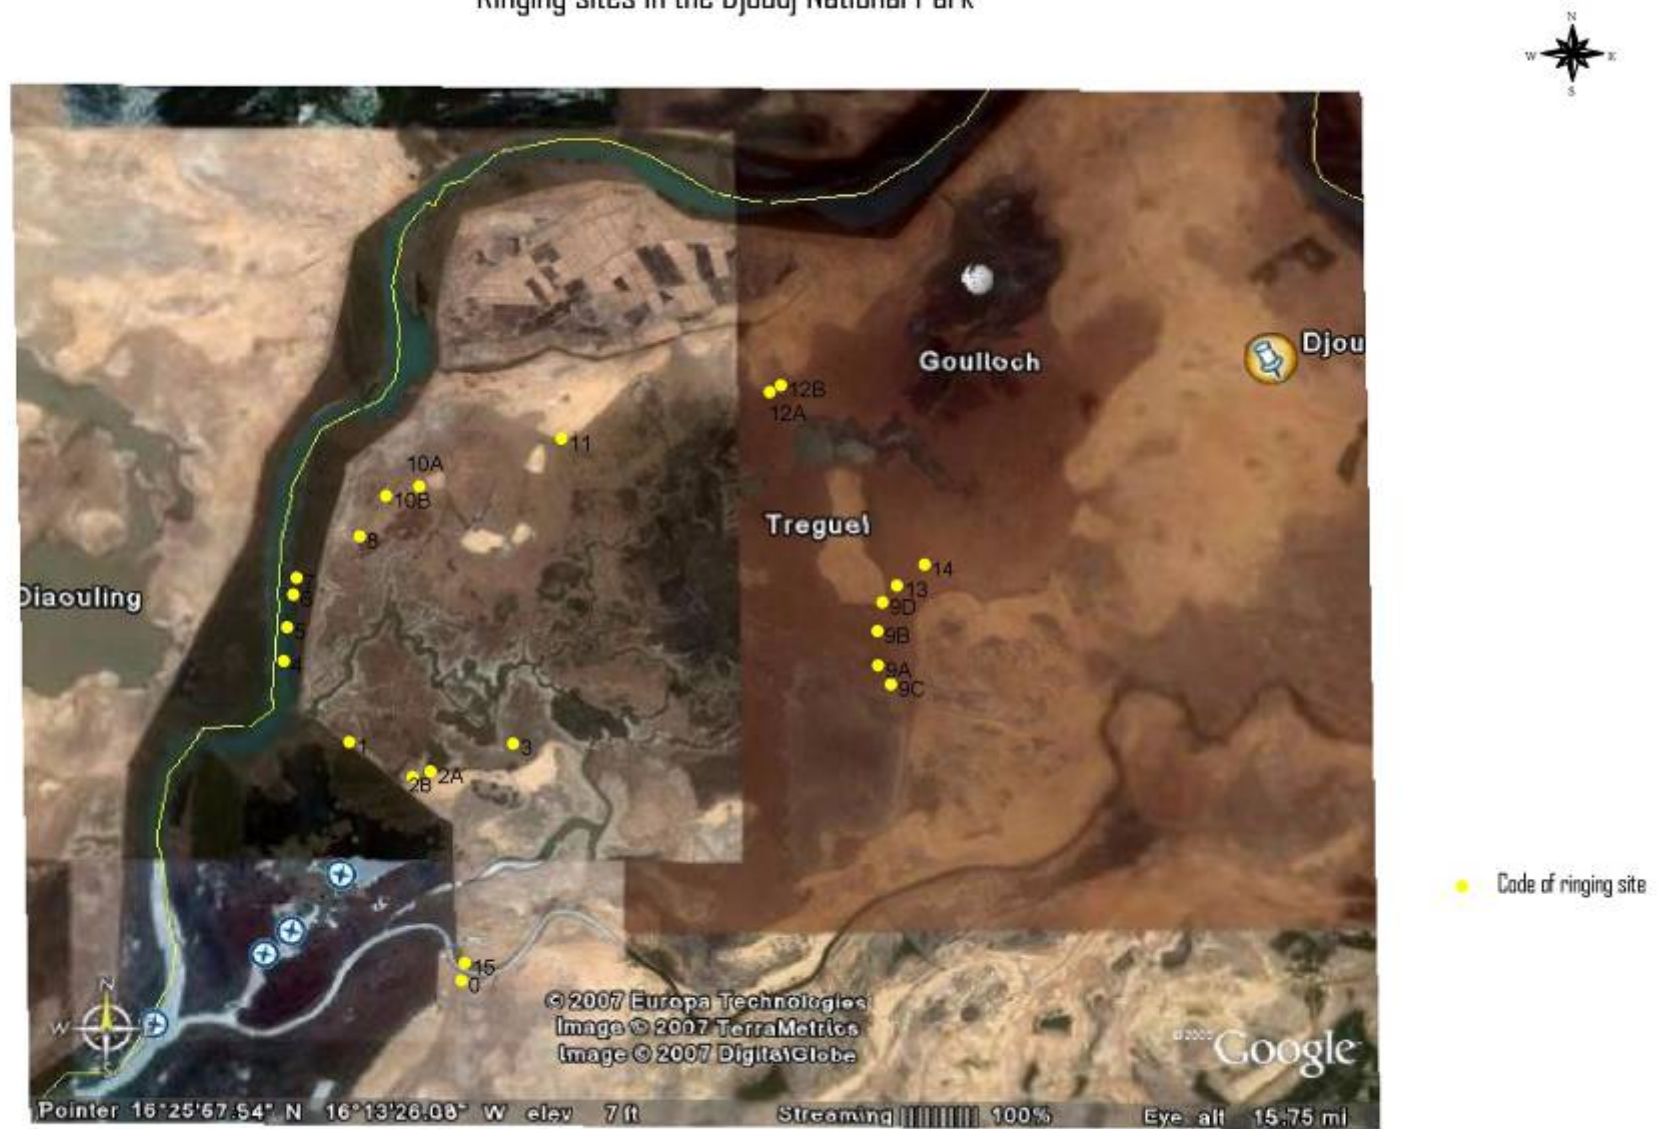 Ringing sites in the Djoudj National Park
N
W E
S
Goulloch
Djou
12B
12A
11
10A
10B
8
Treguel
14
13
9D
9B
9A
9C
7
6
5
4
Diaouling
1
3
2A
2B
Code of ringing site
15
0
N
W
© 2007 Europa Technologies
Image © 2007 TerraMetrics
Image © 2007 DigitalGlobe
Google
Pointer 16°25'57.54" N 16°13'26.08" W elev 7 ft Streaming 100% Eye alt 15.75 mi